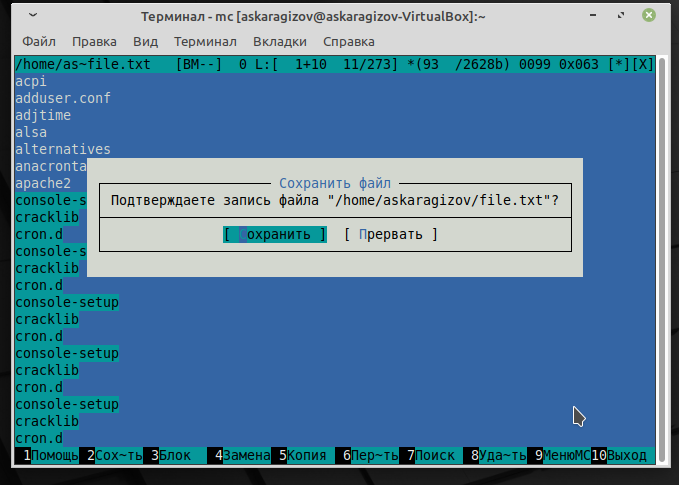 Терминал - mc [askaragizov@askaragizov-VirtualBox]:~
Файл Правка Вид Терминал Вкладки Справка
/home/as~file.txt [BM--] 0 L:[ 1+10 11/273] *(93 /2628b) 0099 0x063 [*][X]
acpi
adduser.conf
adjtime
alsa
alternatives
anacronta
apache2
console-s
cracklib
cron.d
console-s
cracklib
cron.d
console-setup
cracklib
cron.d
console-setup
cracklib
cron.d
console-setup
cracklib
cron.d
Сохранить файл
Подтверждаете запись файла "/home/askaragizov/file.txt"?
[ Сохранить ] [ Прервать ]
1Помощь 2Сох~ть 3Блок 4Замена 5Копия 6Пер~ть 7Поиск 8Уда~ть 9МенюMC 10Выход